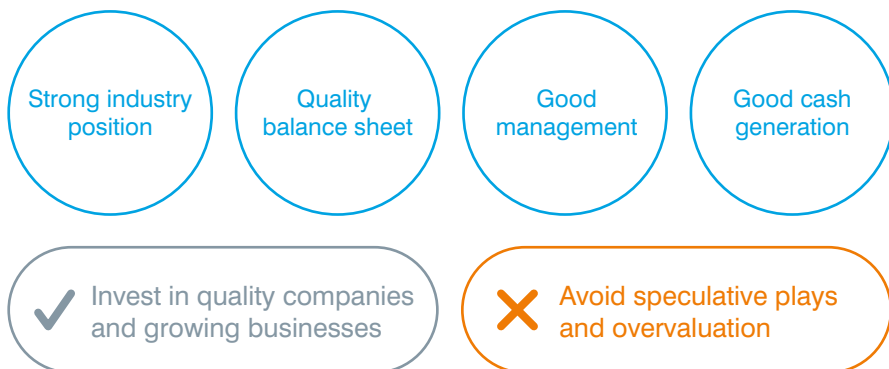 Strong industry
position
Quality
balance sheet
Good
management
Good cash
generation
Invest in quality companies
and growing businesses
Avoid speculative plays
and overvaluation